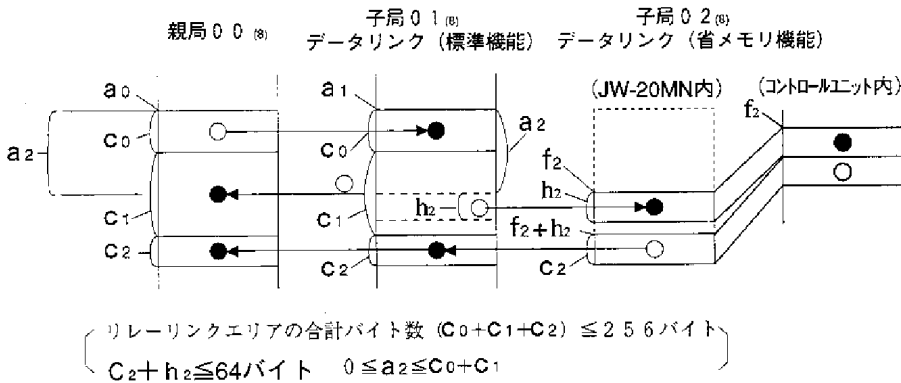 親局００(8)
子局０１(8)
データリンク（標準機能）
子局０２(8)
データリンク（省メモリ機能）
(JW-20MN内)
(コントロールユニット内)
a0
a1
f2
a2
C0
C0
a2
f2
h2
h2
C1
C1
f2+h2
C2
C2
C2
リレーリンクエリアの合計バイト数（C0+C1+C2）≦２５６バイト
C2+h2≦64バイト　0≦a2≦C0+C1